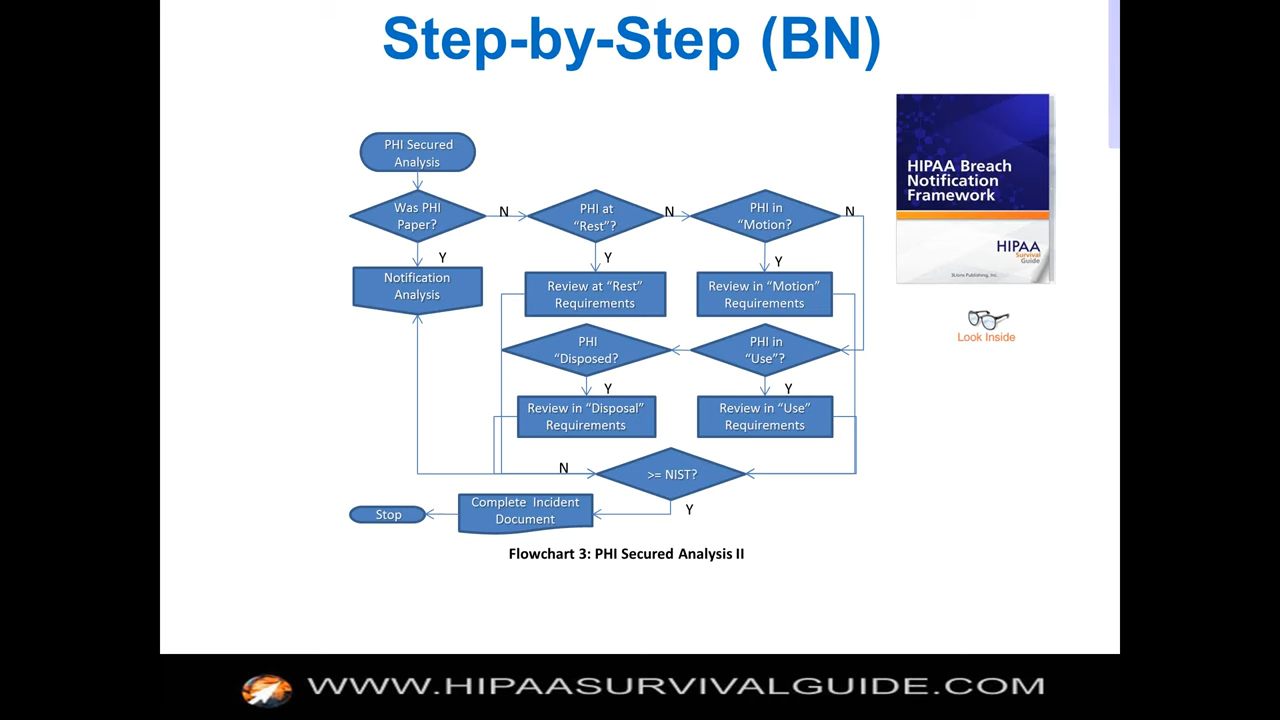 Step-by-Step (BN)
PHI Secured
Analysis
Was PHI
Paper?
N
PHI at
“Rest”?
N
PHI in
“Motion?
N
Y
Y
Y
Notification
Analysis
Review at “Rest”
Requirements
Review in “Motion”
Requirements
PHI
“Disposed?
PHI in
“Use”?
Y
Y
Review in “Disposal”
Requirements
Review in “Use”
Requirements
N
>= NIST?
Y
Complete Incident
Document
Stop
Flowchart 3: PHI Secured Analysis II
HIPAA Breach
Notification
Framework
HIPAA
Survival
Guide
3Lions Publishing, Inc.
Look Inside
WWW.HIPAASURVIVALGUIDE.COM